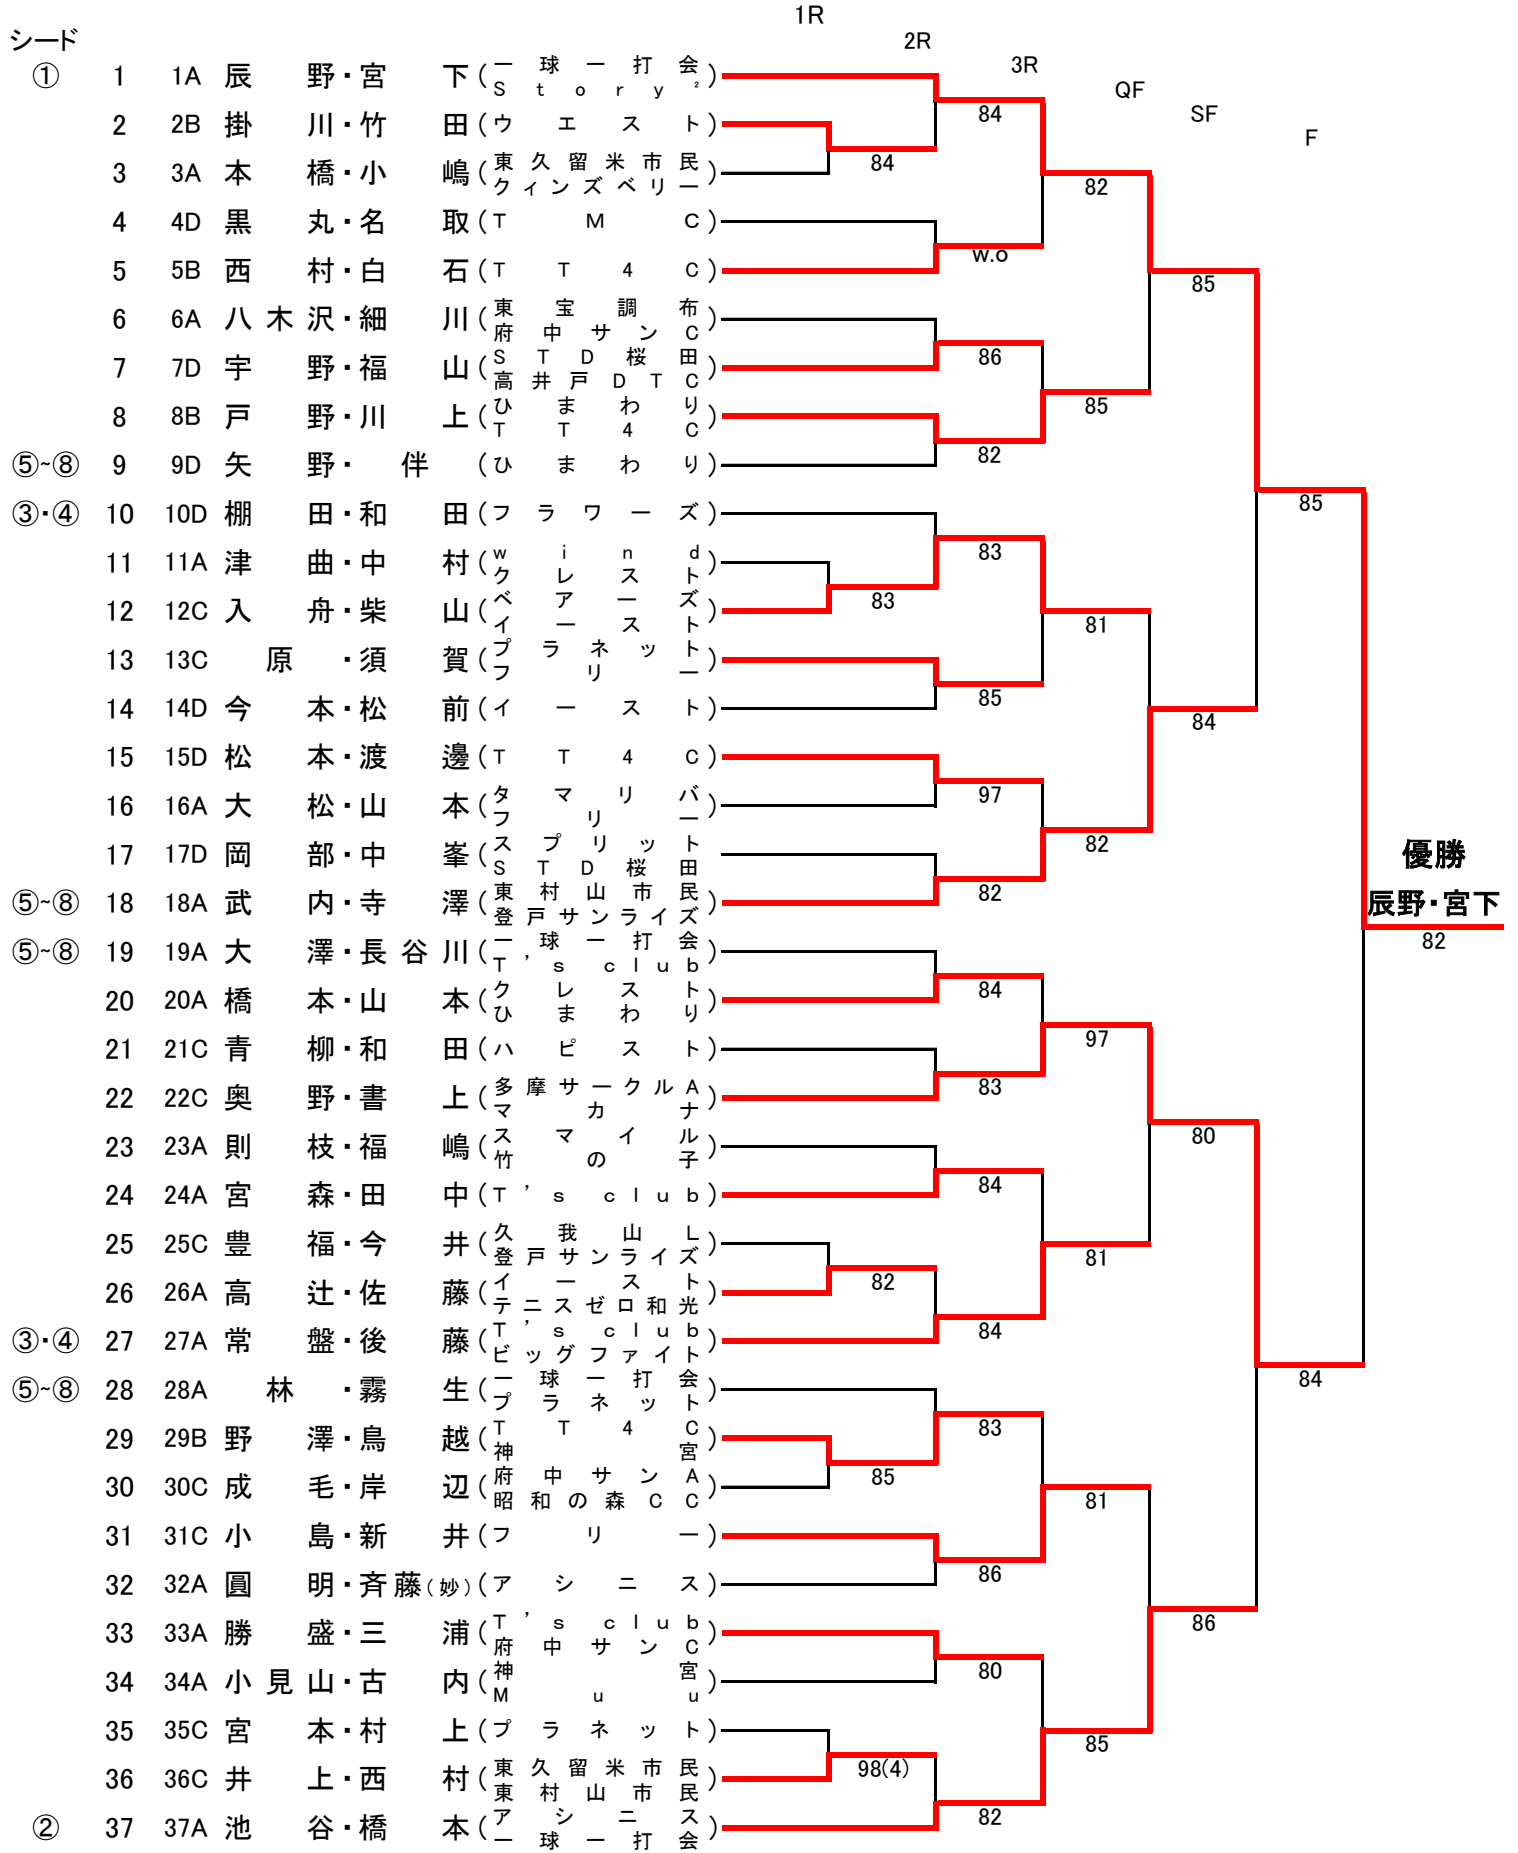 1R
2R
3R
QF
SF
F
シード
① 1 1A 辰野・宮下(一球一打会 Story²)
2 2B 掛川・竹田(ウエスト)
3 3A 本橋・小嶋(東久留米市民 クィンズベリー)
4 4D 黒丸・名取(TMC)
5 5B 西村・白石(TT4C)
6 6A 八木沢・細川(東宝調布 府中サンC)
7 7D 宇野・福山(STD桜田 高井戸DTC)
8 8B 戸野・川上(ひまわり TT4C)
⑤~⑧ 9 9D 矢野・伴(ひまわり)
③・④ 10 10D 棚田・和田(フラワーズ)
11 11A 津曲・中村(wind クレスト)
12 12C 入舟・柴山(ベアーズ イースト)
13 13C 原・須賀(プラネット フリー)
14 14D 今本・松前(イースト)
15 15D 松本・渡邊(TT4C)
16 16A 大松・山本(タマリバ フリー)
17 17D 岡部・中峯(スプリット STD桜田)
⑤~⑧ 18 18A 武内・寺澤(東村山市民 登戸サンライズ)
⑤~⑧ 19 19A 大澤・長谷川(一球一打会 T's club)
20 20A 橋本・山本(クレスト ひまわり)
21 21C 青柳・和田(ハピスト)
22 22C 奥野・書上(多摩サークルA マカナ)
23 23A 則枝・福嶋(スマイル 竹の子)
24 24A 宮森・田中(T's club)
25 25C 豊福・今井(久我山L 登戸サンライズ)
26 26A 高辻・佐藤(イースト テニスゼロ和光)
③・④ 27 27A 常盤・後藤(T's club ビッグファイト)
⑤~⑧ 28 28A 林・霧生(一球一打会 プラネット)
29 29B 野澤・鳥越(TT4C 神宮)
30 30C 成毛・岸辺(府中サンA 昭和の森CC)
31 31C 小島・新井(フリー)
32 32A 圓明・斉藤(妙)(アシニス)
33 33A 勝盛・三浦(T's club 府中サンC)
34 34A 小見山・古内(神宮 Muu)
35 35C 宮本・村上(プラネット)
36 36C 井上・西村(東久留米市民 東村山市民)
② 37 37A 池谷・橋本(アシニス 一球一打会)
84
83
82
85
98(4)
84
w.o
86
82
83
85
97
82
84
83
84
84
83
86
80
82
82
85
81
82
97
81
81
85
85
84
80
86
85
84
優勝
辰野・宮下
82